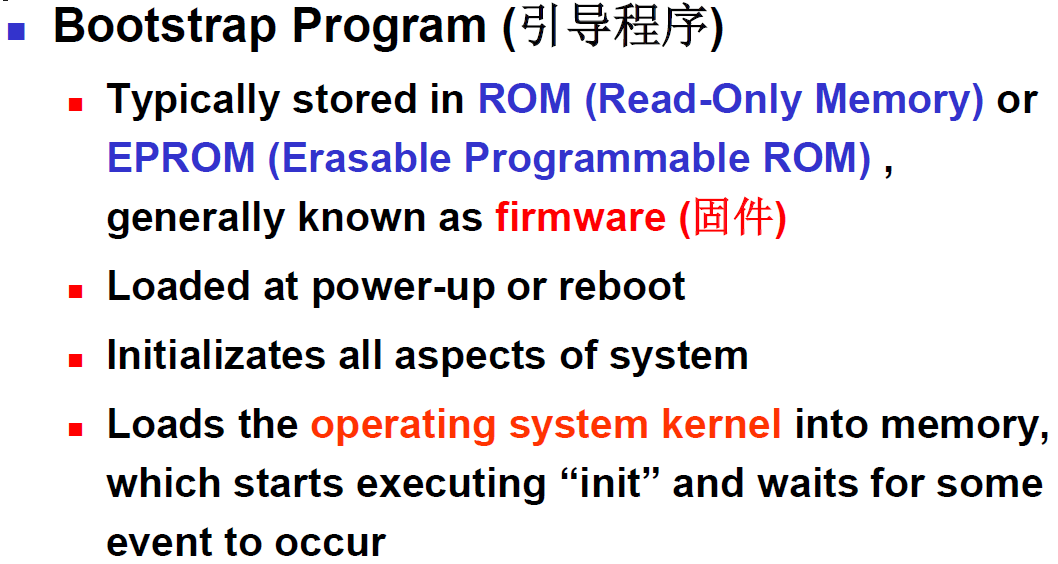 Bootstrap Program (引导程序)
Typically stored in ROM (Read-Only Memory) or
EPROM (Erasable Programmable ROM) ,
generally known as firmware (固件)
Loaded at power-up or reboot
Initializates all aspects of system
Loads the operating system kernel into memory,
which starts executing “init” and waits for some
event to occur